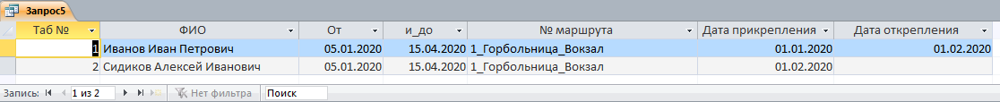 Запрос5
Таб № ФИО От и_до № маршрута Дата прикрепления Дата открепления
1 Иванов Иван Петрович 05.01.2020 15.04.2020 1_Горбольница_Вокзал 01.01.2020 01.02.2020
2 Сидиков Алексей Иванович 05.01.2020 15.04.2020 1_Горбольница_Вокзал 01.02.2020
Запись: 1 из 2 Нет фильтра Поиск